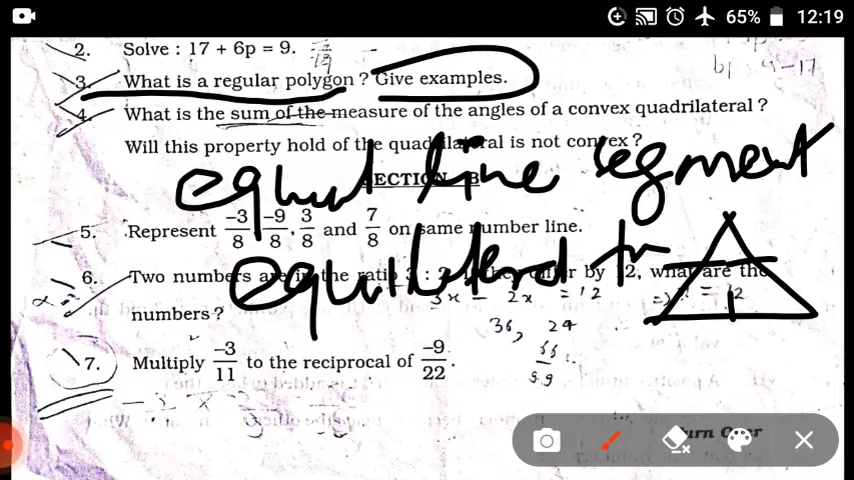 65% 12:19
2. Solve : 17 + 6p = 9.
3. What is a regular polygon ? Give examples.
4. What is the sum of the measure of the angles of a convex quadrilateral ?
Will this property hold of the quadrilateral is not convex ?
equal line segment
SECTION - B
5. Represent -3/8, -9/8, 3/8 and 7/8 on same number line.
6. Two numbers are in the ratio 3 : 2. If they differ by 12, what are the
3x - 2x = 12 => x = 12
numbers ?
36, 24
7. Multiply -3/11 to the reciprocal of -9/22.
Turn Over